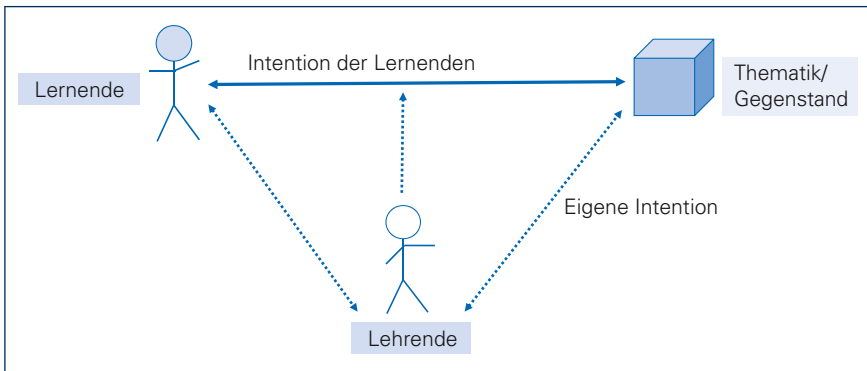 Intention der Lernenden
Lernende
Thematik/
Gegenstand
Eigene Intention
Lehrende